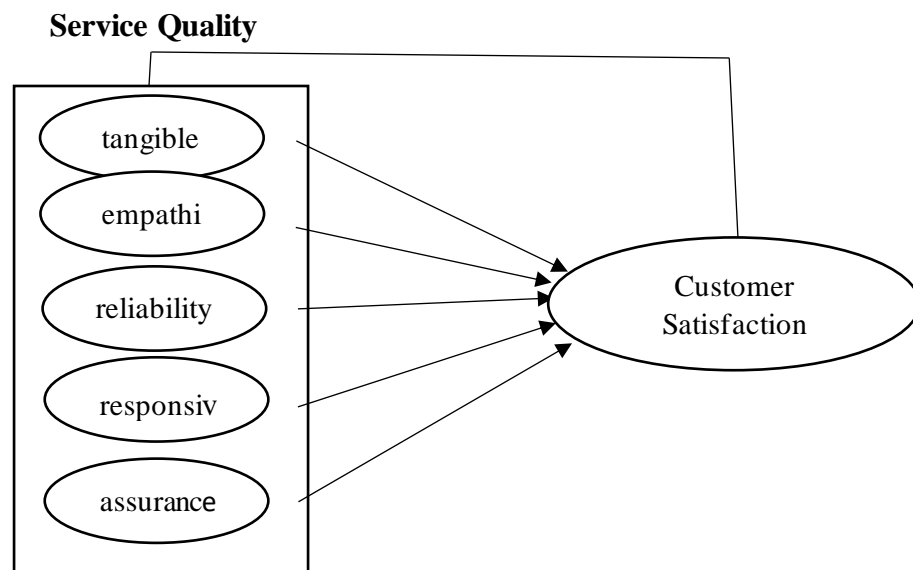 Service Quality
tangible
empathi
reliability
responsiv
assurance
Customer
Satisfaction